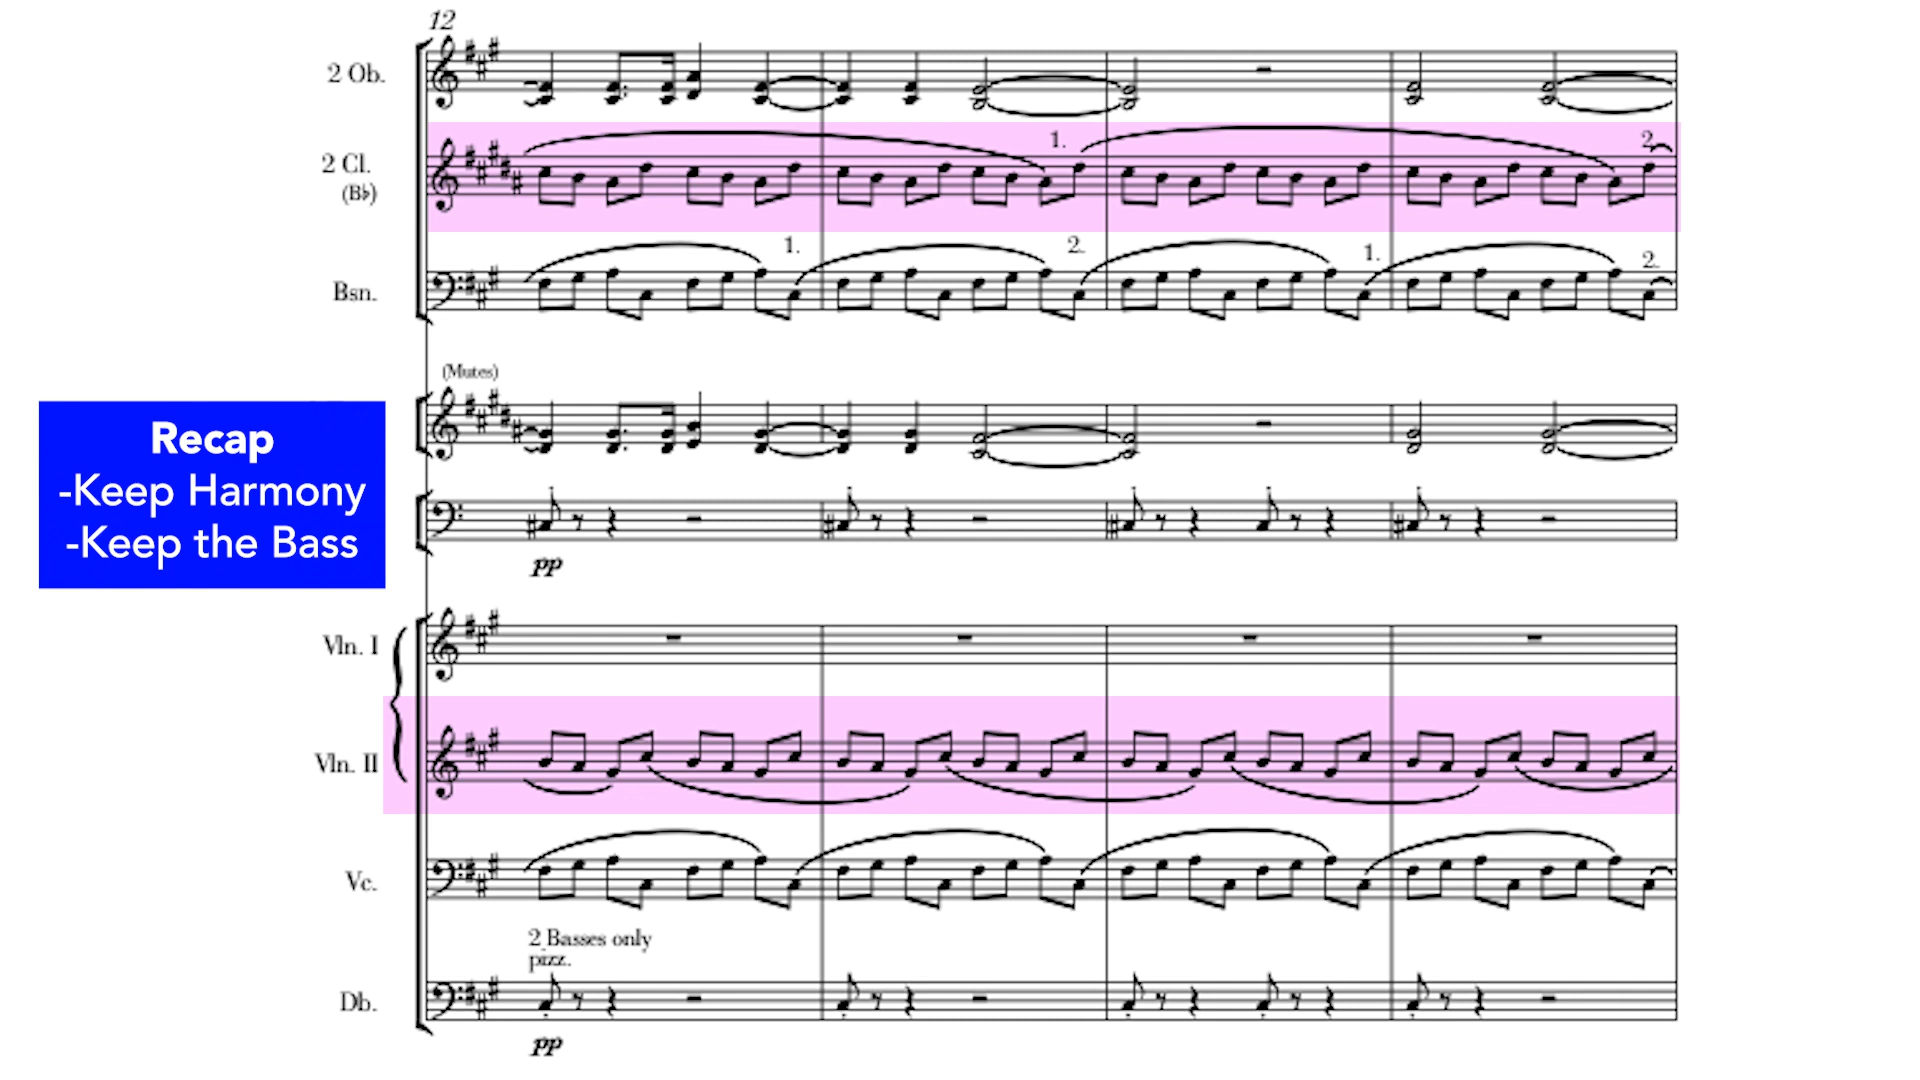 12
2 Ob.
2 Cl.
(B♭)
1.
2.
Bsn.
1.
2.
1.
2.
(Mutes)
Recap
-Keep Harmony
-Keep the Bass
pp
Vln. I
Vln. II
Vc.
2 Basses only
pizz.
Db.
pp